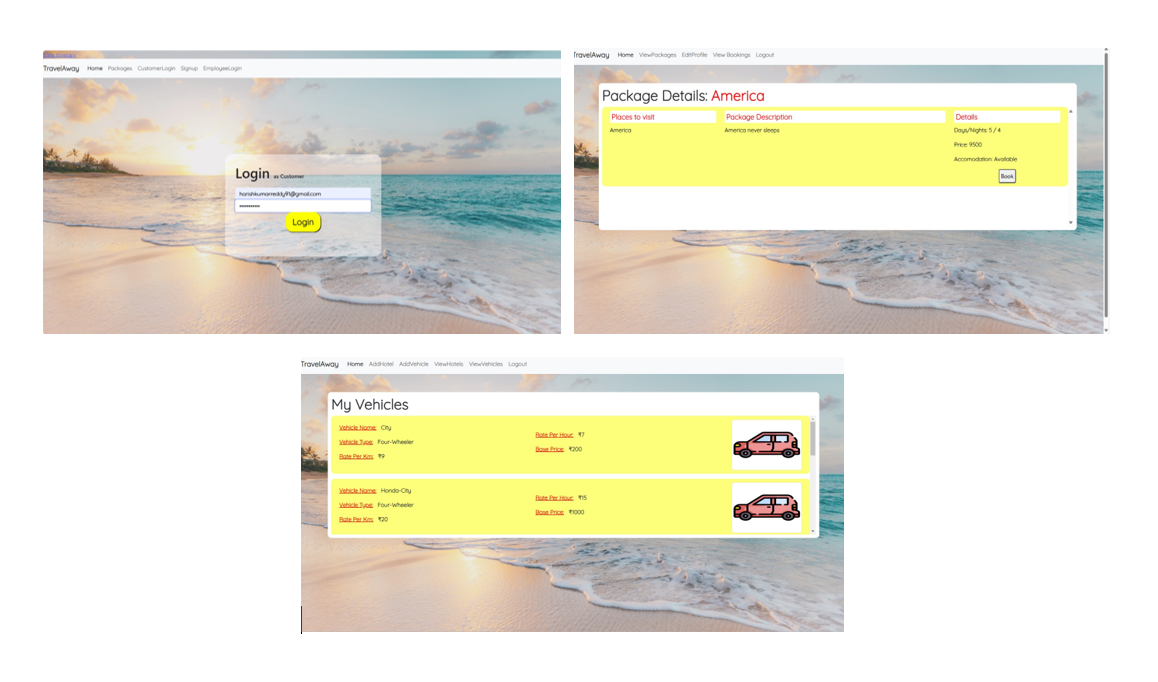 TravelAway Home Packages CustomerLogin Signup EmployeeLogin
Login as Customer
harishkumarreddy91@gmail.com
Login
TravelAway Home ViewPackages EditProfile View Bookings Logout
Package Details: America
Places to visit Package Description Details
America America never sleeps Days/Nights: 5 / 4
Price: 9500
Accomodation: Available
Book
TravelAway Home AddHotel AddVehicle ViewHotels ViewVehicles Logout
My Vehicles
Vehicle Name: City
Vehicle Type: Four-Wheeler
Rate Per Km: ₹9
Rate Per Hour: ₹7
Base Price: ₹200
Vehicle Name: Honda-City
Vehicle Type: Four-Wheeler
Rate Per Km: ₹20
Rate Per Hour: ₹15
Base Price: ₹1000